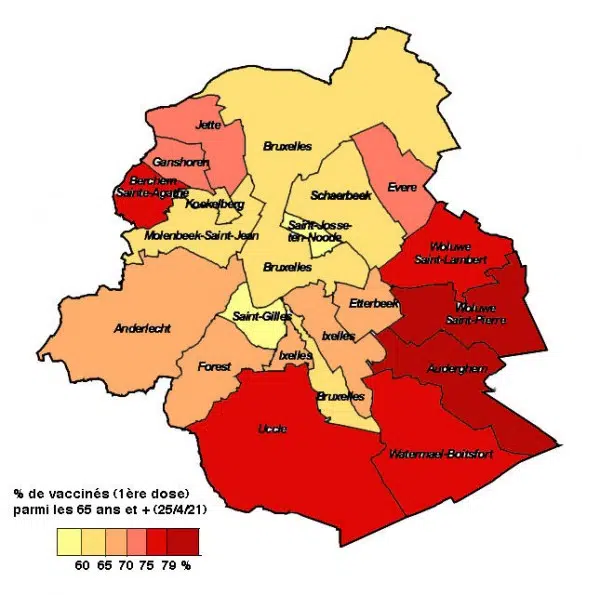 Jette
Bruxelles
Ganshoren
Berchem
Sainte-Agathe
Evere
Schaerbeek
Koekelberg
Saint-Josse-
ten-Noode
Molenbeek-Saint-Jean
Woluwe
Saint-Lambert
Bruxelles
Etterbeek
Woluwe
Saint-Pierre
Saint-Gilles
Anderlecht
Ixelles
Ixelles
Forest
Auderghem
Bruxelles
Uccle
Watermael-Boitsfort
% de vaccinés (1ère dose)
parmi les 65 ans et + (25/4/21)
60 65 70 75 79 %